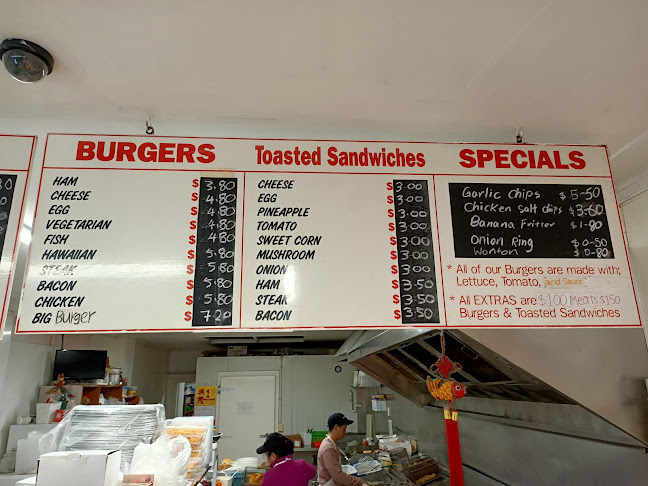 BURGERS
HAM $ 3.80
CHEESE $ 4.80
EGG $ 4.80
VEGETARIAN $ 4.80
FISH $ 4.80
HAWAIIAN $ 5.80
STEAK $ 5.80
BACON $ 5.80
CHICKEN $ 5.80
BIG Burger $ 7.20
Toasted Sandwiches
CHEESE $ 3.00
EGG $ 3.00
PINEAPPLE $ 3.00
TOMATO $ 3.00
SWEET CORN $ 3.00
MUSHROOM $ 3.00
ONION $ 3.00
HAM $ 3.00
STEAK $ 3.50
BACON $ 3.50
SPECIALS
Garlic Chips $5-50
Chicken salt chips $3-60
Banana Fritter $1-80
Onion Ring $0-50
Wonton $0-80
* All of our Burgers are made with;
Lettuce, Tomato, and Sauce
* All EXTRAS are $1.00 Meats $1.50
Burgers & Toasted Sandwiches